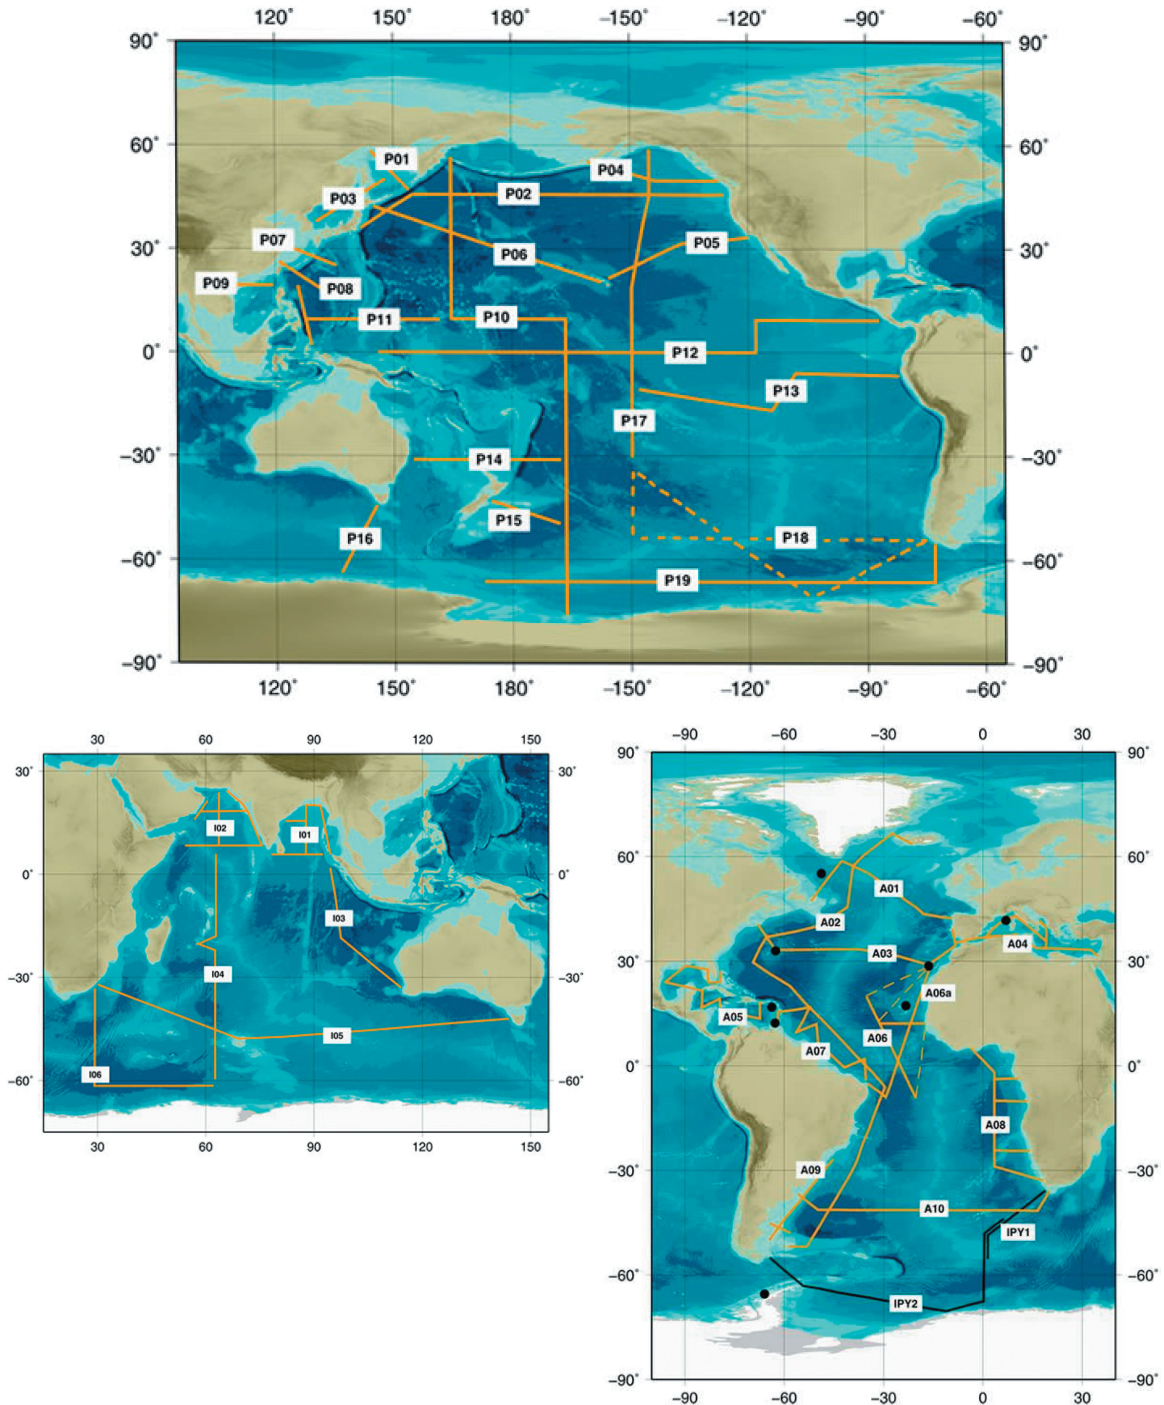 120° 150° 180° −150° −120° −90° −60°
90° 90°
P01
60° 60°
P04
P02
P03
P07 P05
30° P06 30°
P09 P08
P11 P10
0° P12 0°
P13
P17
−30° P14 −30°
P15
P16 P18
−60° −60°
P19
−90° −90°
120° 150° 180° −150° −120° −90° −60°
30 60 90 120 150
30° 30°
I02 I01
0° 0°
I03
I04
−30° −30°
I05
I06
−60° −60°
30 60 90 120 150
−90 −60 −30 0 30
90° 90°
60° 60°
A01
A02
A04
A03
30° 30°
A06a
A05
A06
A07
0° 0°
A08
A09
−30° −30°
A10
IPY1
−60° −60°
IPY2
−90° −90°
−90 −60 −30 0 30